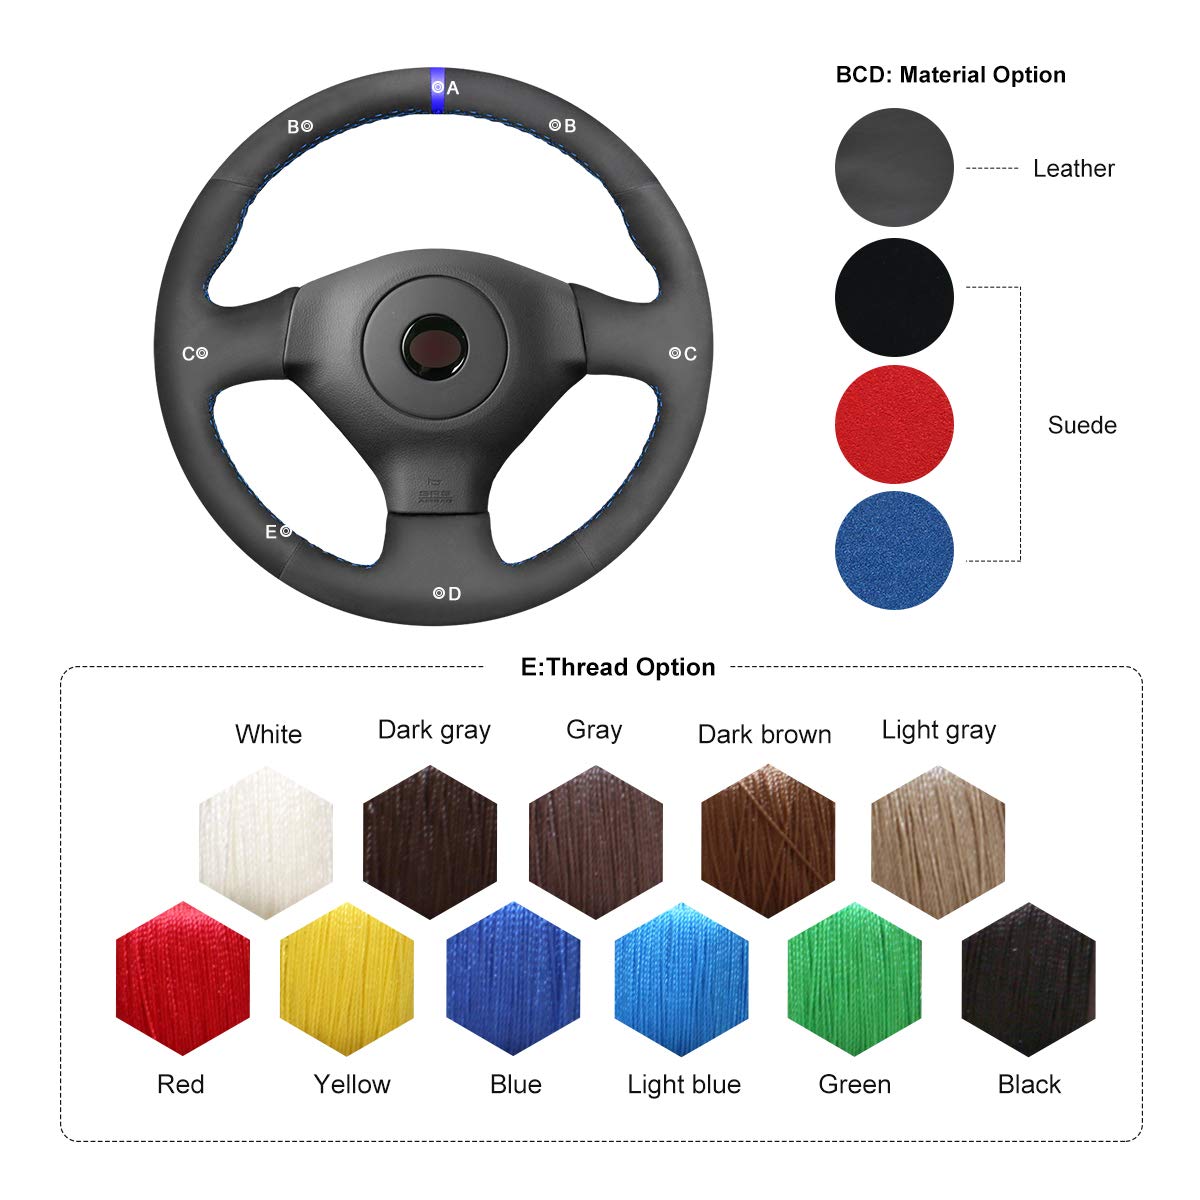 BCD: Material Option
A
B
B
Leather
C
C
Suede
E
D
SRS
E:Thread Option
White
Dark gray
Gray
Dark brown
Light gray
Red
Yellow
Blue
Light blue
Green
Black